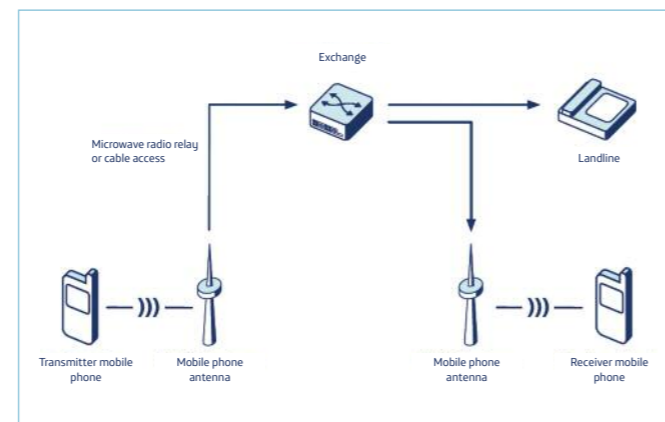 Exchange
Microwave radio relay
or cable access
Landline
Transmitter mobile
phone
Mobile phone
antenna
Mobile phone
antenna
Receiver mobile
phone